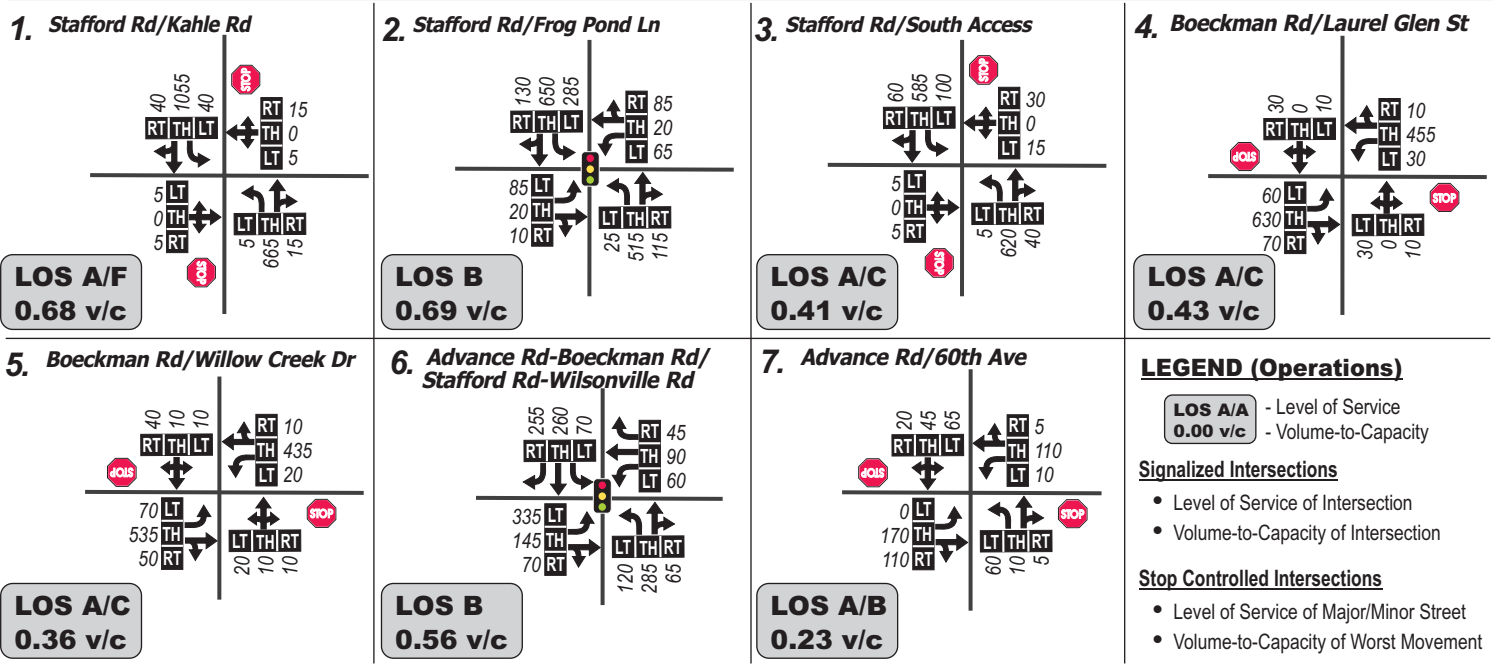 1. Stafford Rd/Kahle Rd
40 1055 40
RT TH LT
STOP
RT 15
TH 0
LT 5
5 LT
0 TH
5 RT
STOP
LT TH RT
5 665 15
LOS A/F
0.68 v/c
2. Stafford Rd/Frog Pond Ln
130 650 285
RT TH LT
RT 85
TH 20
LT 65
85 LT
20 TH
10 RT
LT TH RT
25 515 115
LOS B
0.69 v/c
3. Stafford Rd/South Access
60 585 100
RT TH LT
STOP
RT 30
TH 0
LT 15
5 LT
0 TH
5 RT
STOP
LT TH RT
5 620 40
LOS A/C
0.41 v/c
4. Boeckman Rd/Laurel Glen St
30 0 10
RT TH LT
STOP
RT 10
TH 455
LT 30
60 LT
630 TH
70 RT
STOP
LT TH RT
30 0 10
LOS A/C
0.43 v/c
5. Boeckman Rd/Willow Creek Dr
40 10 10
RT TH LT
STOP
RT 10
TH 435
LT 20
70 LT
535 TH
50 RT
STOP
LT TH RT
20 10 10
LOS A/C
0.36 v/c
6. Advance Rd-Boeckman Rd/
Stafford Rd-Wilsonville Rd
255 260 70
RT TH LT
RT 45
TH 90
LT 60
335 LT
145 TH
70 RT
LT TH RT
120 285 65
LOS B
0.56 v/c
7. Advance Rd/60th Ave
20 45 65
RT TH LT
STOP
RT 5
TH 110
LT 10
0 LT
170 TH
110 RT
STOP
LT TH RT
60 10 5
LOS A/B
0.23 v/c
LEGEND (Operations)
LOS A/A - Level of Service
0.00 v/c - Volume-to-Capacity
Signalized Intersections
• Level of Service of Intersection
• Volume-to-Capacity of Intersection
Stop Controlled Intersections
• Level of Service of Major/Minor Street
• Volume-to-Capacity of Worst Movement